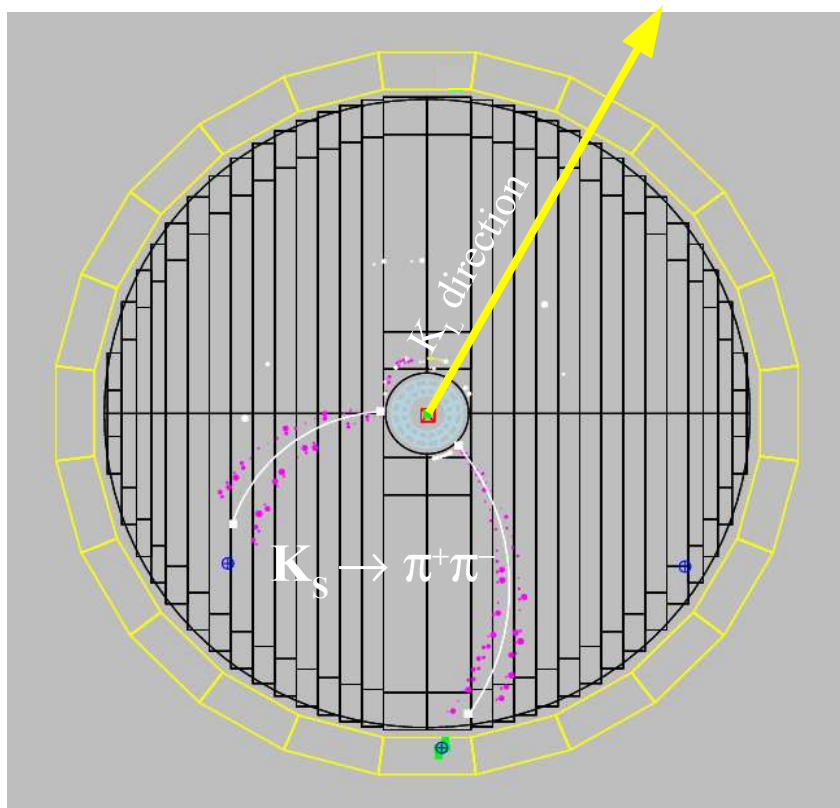 K_L direction
K_S → π⁺π⁻